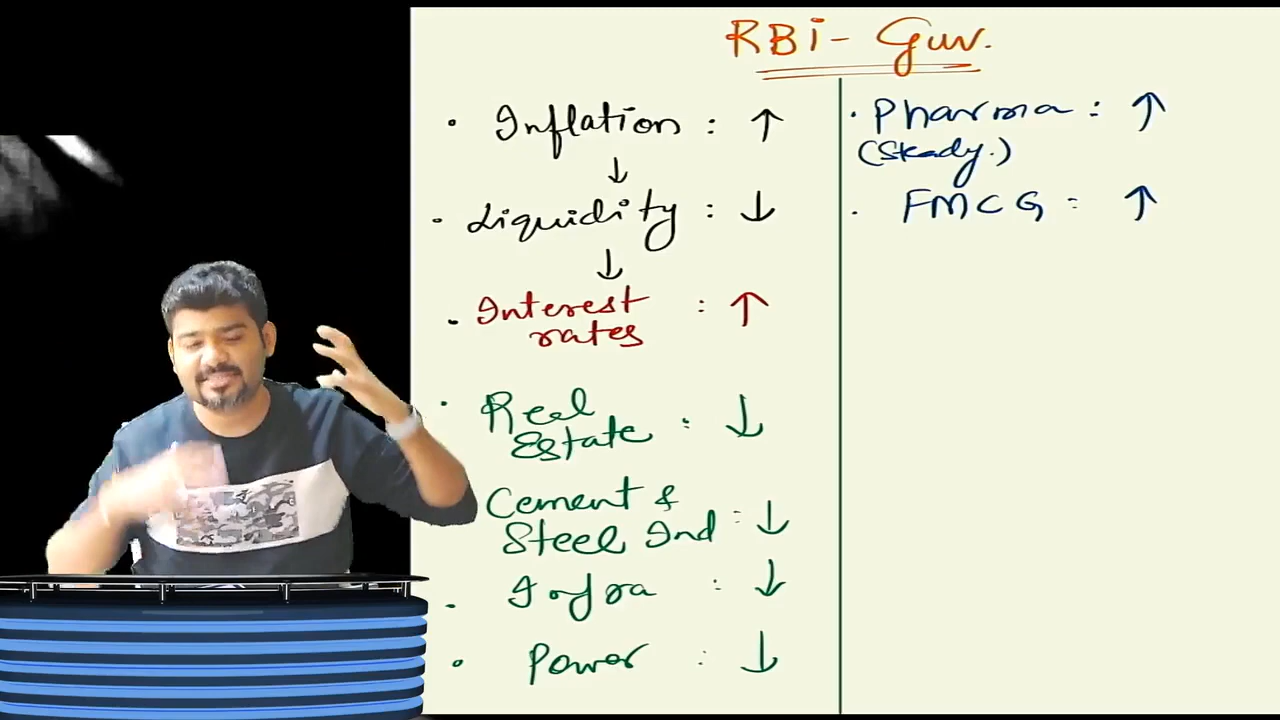 RBi - Guv.
· Inflation : ↑
↓
· Liquidity : ↓
↓
· Interest : ↑
rates
· Real
Estate : ↓
Cement &
Steel Ind : ↓
· Infra : ↓
· Power : ↓
· Pharma : ↑
(Steady.)
· FMCG : ↑